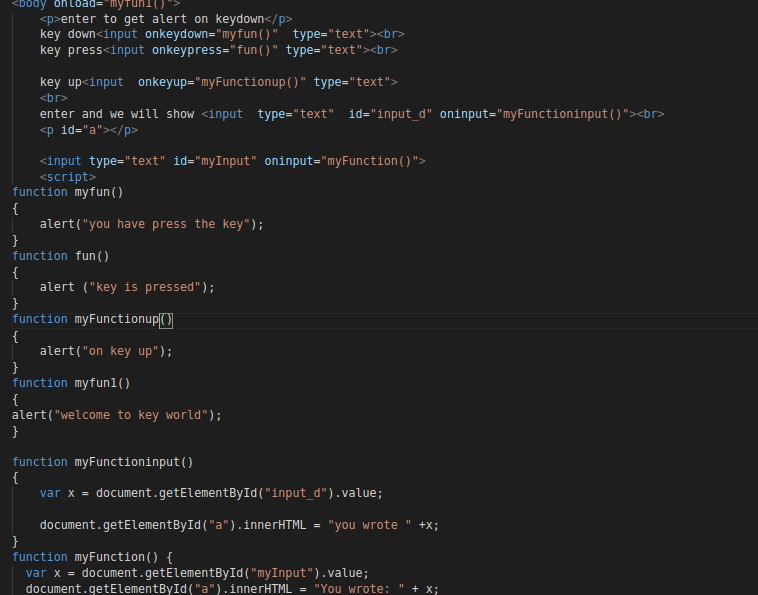 <body onload="myfun1()">
<p>enter to get alert on keydown</p>
key down<input onkeydown="myfun()"  type="text"><br>
key press<input onkeypress="fun()" type="text"><br>
key up<input  onkeyup="myFunctionup()" type="text">
<br>
enter and we will show <input  type="text"  id="input_d" oninput="myFunctioninput()"><br>
<p id="a"></p>
<input type="text" id="myInput" oninput="myFunction()">
<script>
function myfun()
{
alert("you have press the key");
}
function fun()
{
alert ("key is pressed");
}
function myFunctionup()
{
alert("on key up");
}
function myfun1()
{
alert("welcome to key world");
}
function myFunctioninput()
{
var x = document.getElementById("input_d").value;
document.getElementById("a").innerHTML = "you wrote " +x;
}
function myFunction() {
var x = document.getElementById("myInput").value;
document.getElementById("a").innerHTML = "You wrote: " + x;